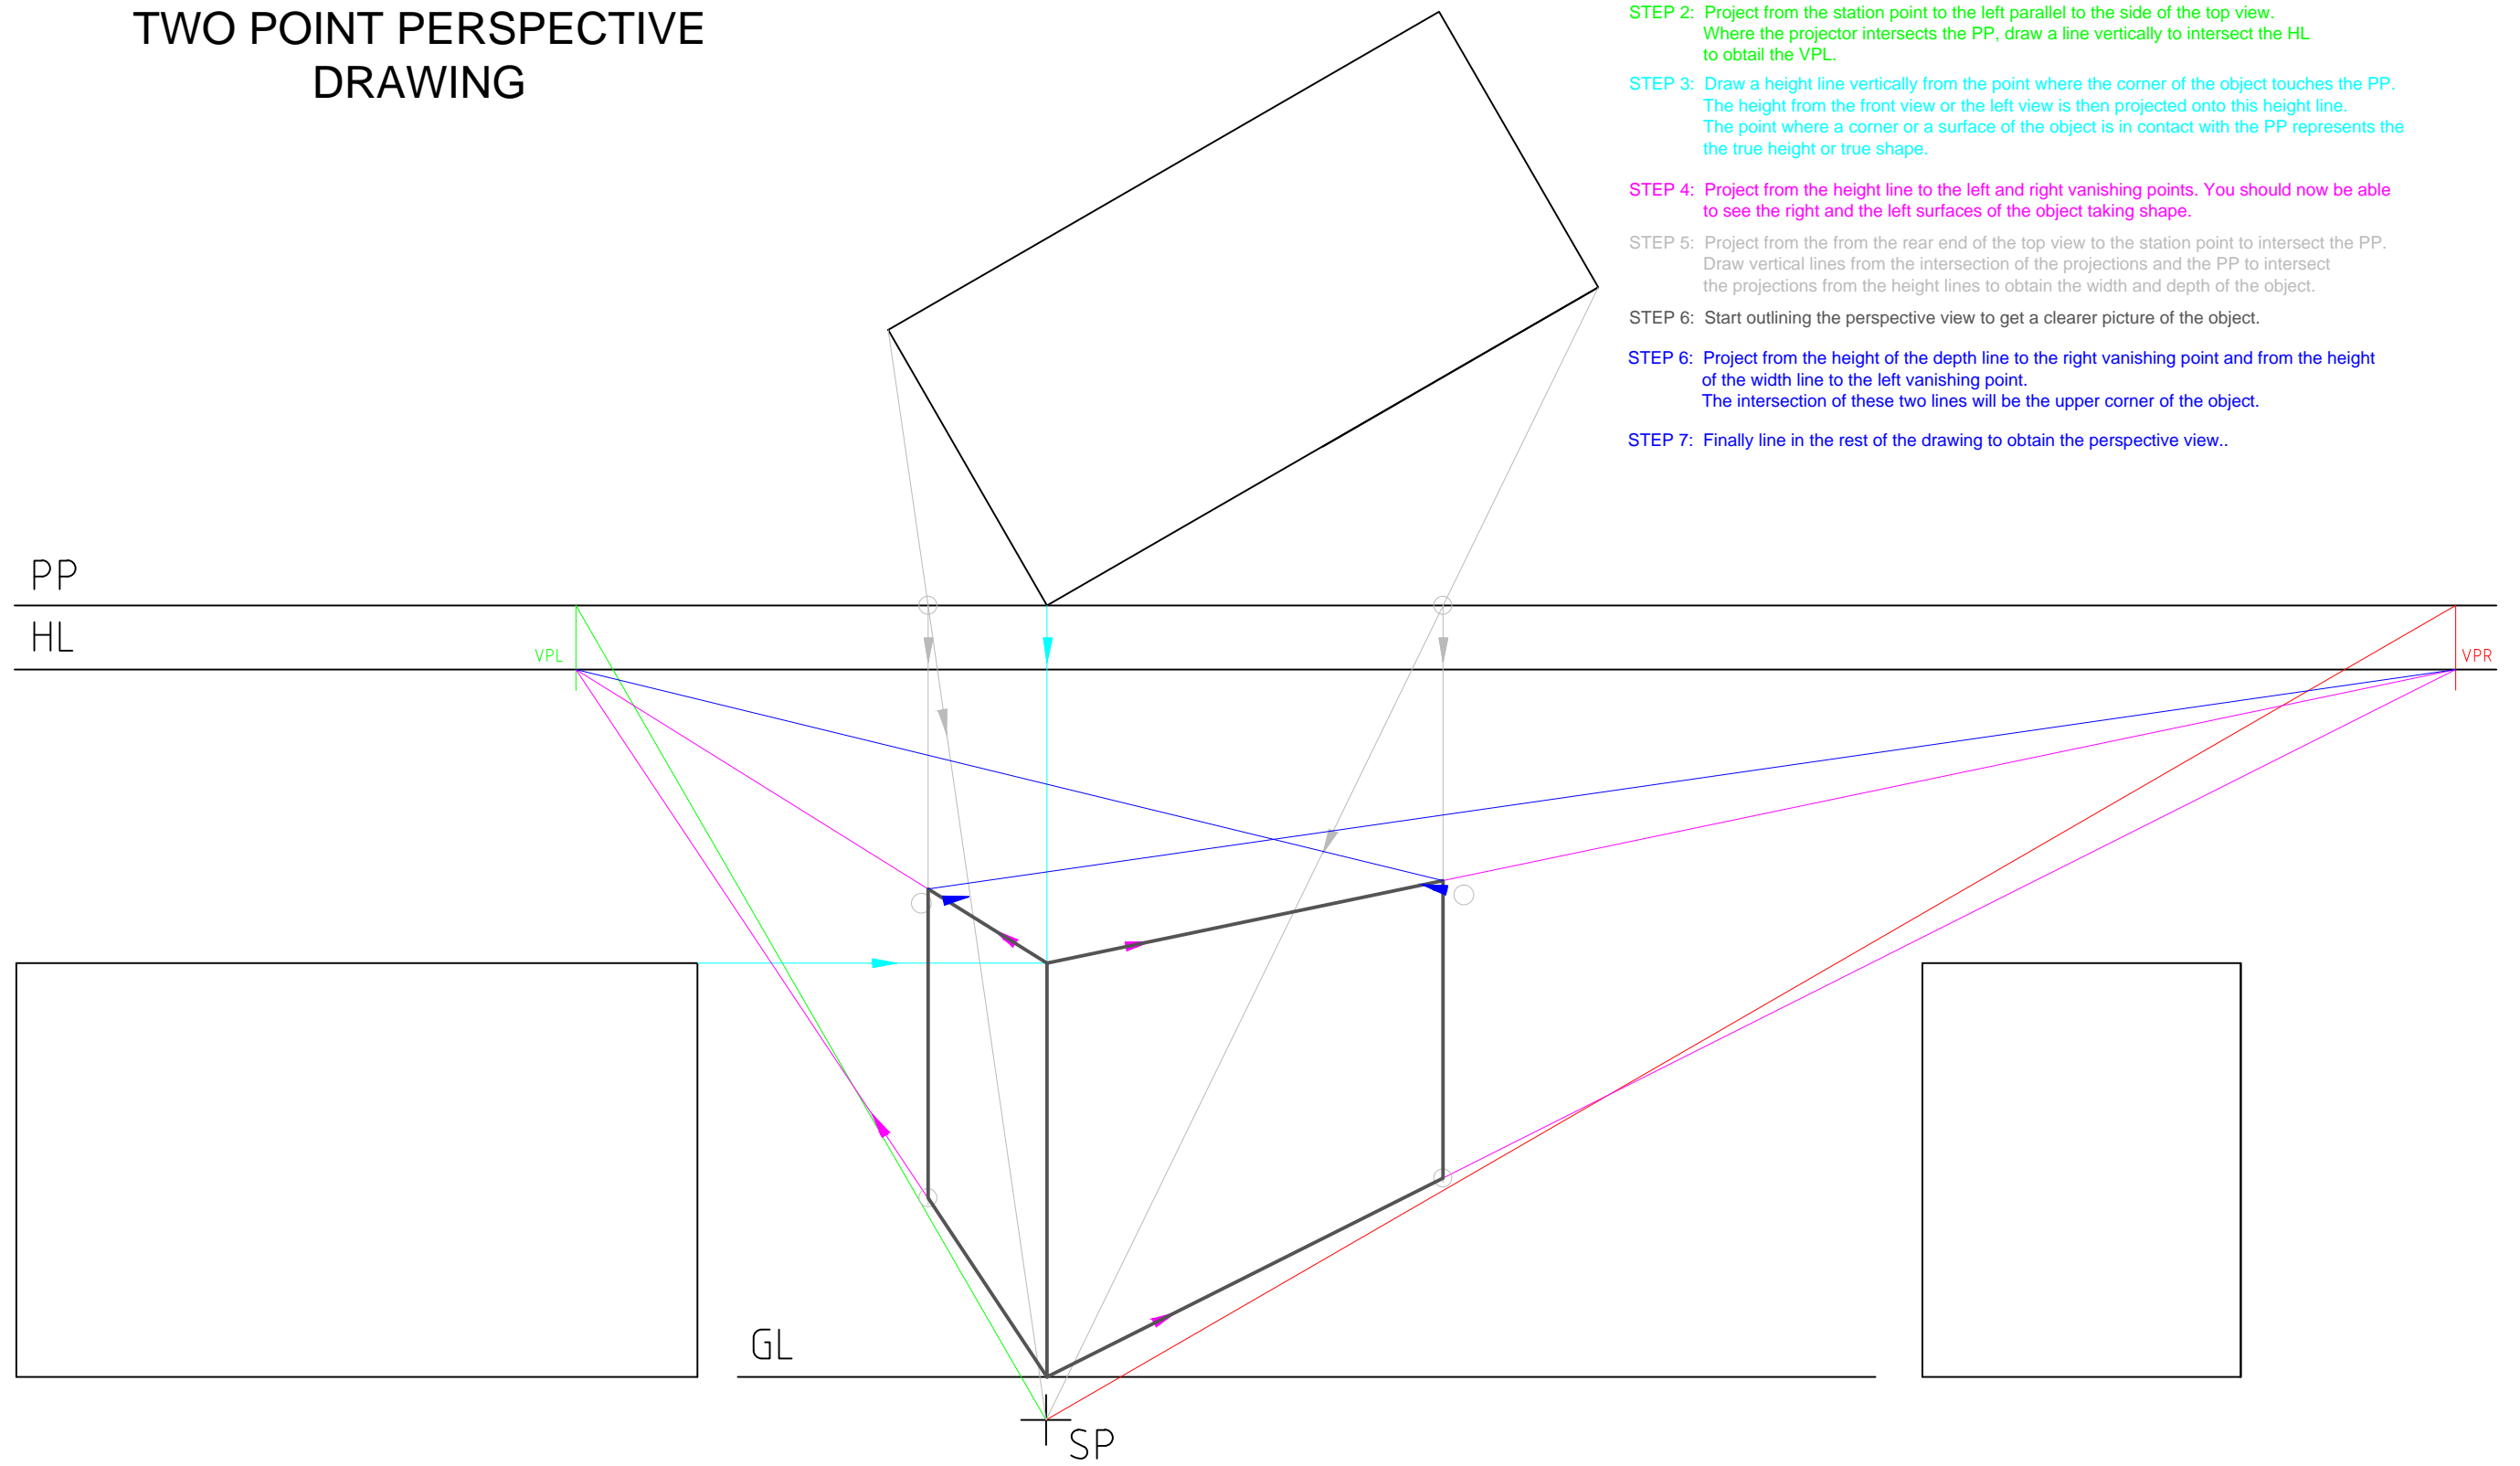 TWO POINT PERSPECTIVE
DRAWING
STEP 2: Project from the station point to the left parallel to the side of the top view.
Where the projector intersects the PP, draw a line vertically to intersect the HL
to obtail the VPL.
STEP 3: Draw a height line vertically from the point where the corner of the object touches the PP.
The height from the front view or the left view is then projected onto this height line.
The point where a corner or a surface of the object is in contact with the PP represents the
the true height or true shape.
STEP 4: Project from the height line to the left and right vanishing points. You should now be able
to see the right and the left surfaces of the object taking shape.
STEP 5: Project from the from the rear end of the top view to the station point to intersect the PP.
Draw vertical lines from the intersection of the projections and the PP to intersect
the projections from the height lines to obtain the width and depth of the object.
STEP 6: Start outlining the perspective view to get a clearer picture of the object.
STEP 6: Project from the height of the depth line to the right vanishing point and from the height
of the width line to the left vanishing point.
The intersection of these two lines will be the upper corner of the object.
STEP 7: Finally line in the rest of the drawing to obtain the perspective view..
PP
HL
VPL
VPR
GL
SP